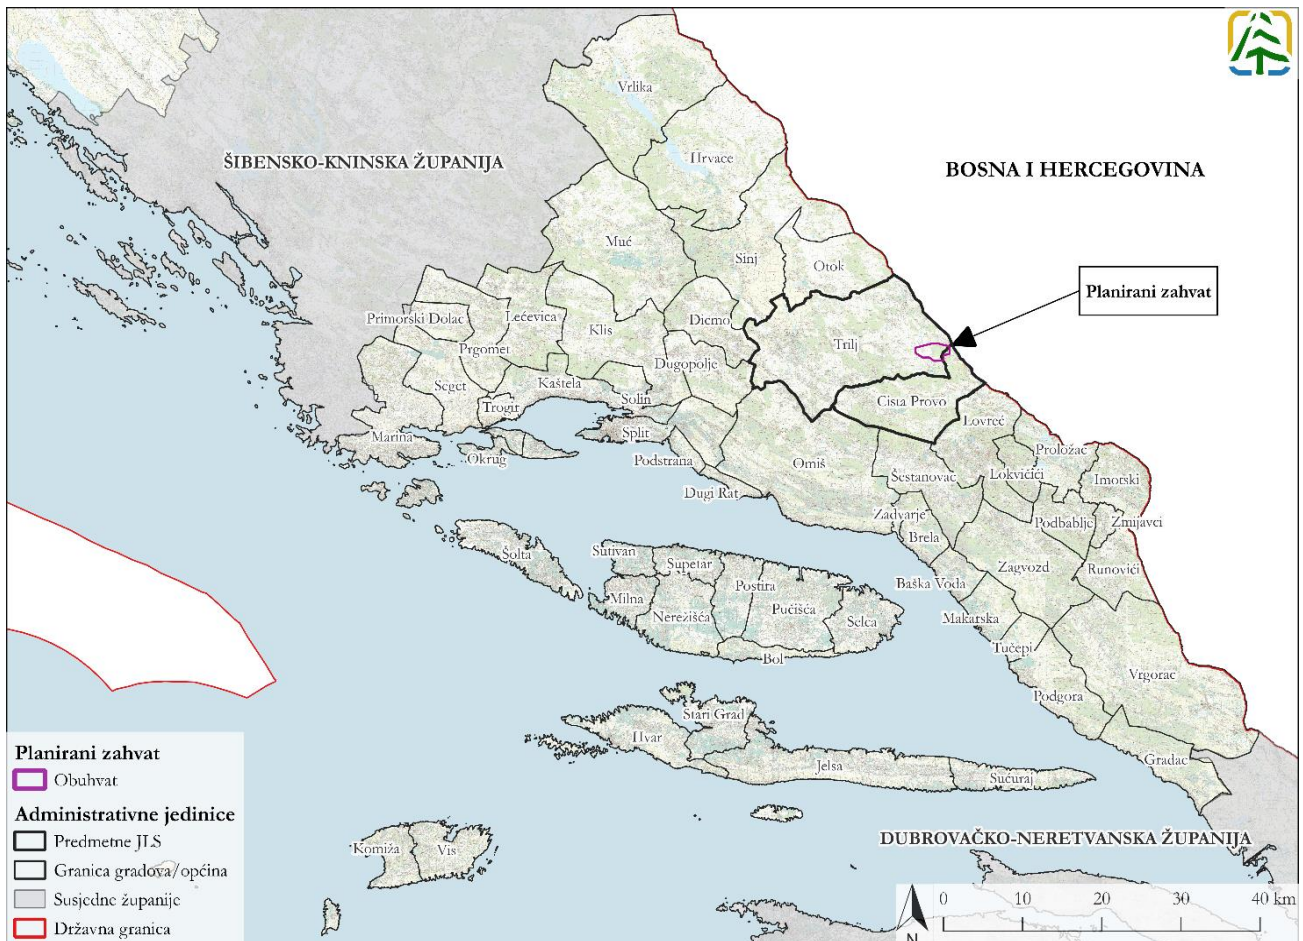 Vrlika
ŠIBENSKO-KNINSKA ŽUPANIJA
Hrvace
BOSNA I HERCEGOVINA
Muć
Sinj
Otok
Planirani zahvat
Primorski Dolac
Lećevica
Klis
Dicmo
Trilj
Prgomet
Dugopolje
Seget
Kaštela
Solin
Cista Provo
Trogir
Lovreć
Marina
Split
Okrug
Podstrana
Omiš
Šestanovac
Proložac
Lokvičići
Imotski
Dugi Rat
Zadvarje
Podbablje
Zmijavci
Brela
Šolta
Sutivan
Supetar
Zagvozd
Runovići
Postira
Baška Voda
Milna
Nerežišća
Pučišća
Selca
Makarska
Bol
Tučepi
Vrgorac
Podgora
Stari Grad
Hvar
Gradac
Jelsa
Sućuraj
Komiža
Vis
DUBROVAČKO-NERETVANSKA ŽUPANIJA
Planirani zahvat
Obuhvat
Administrativne jedinice
Predmetne JLS
Granica gradova/općina
Susjedne županije
Državna granica
0 10 20 30 40 km
N